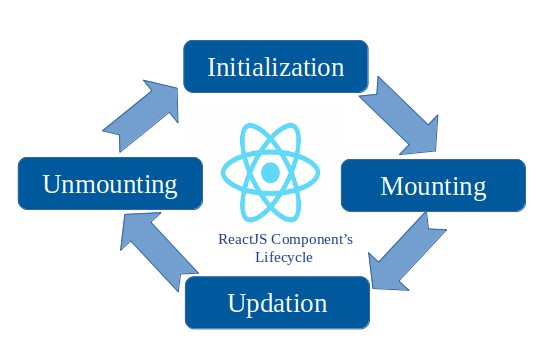 Initialization
Unmounting
Mounting
ReactJS Component’s
Lifecycle
Updation